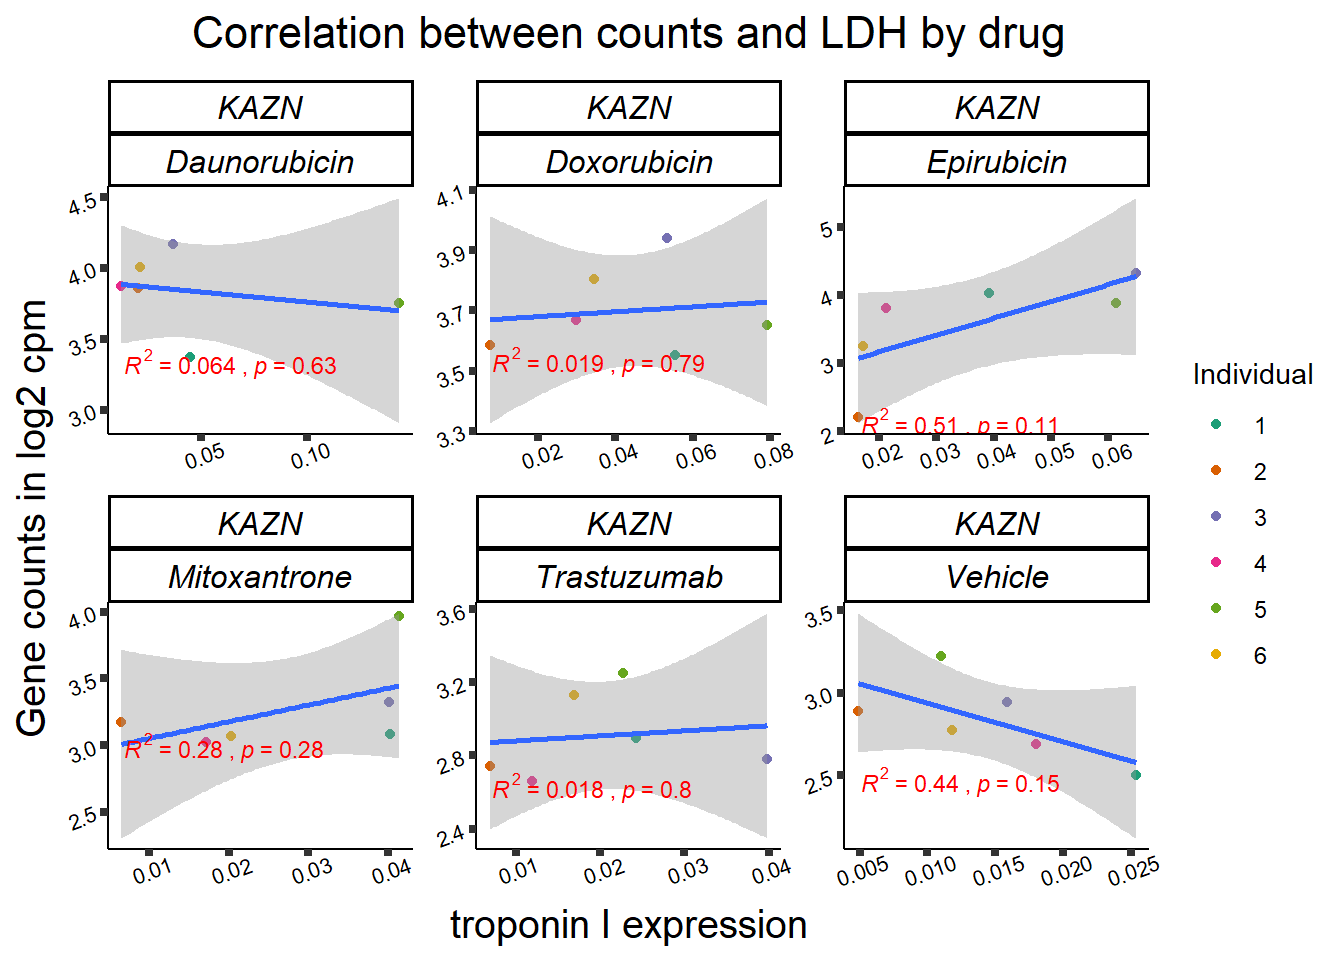 Correlation between counts and LDH by drug
KAZN
Daunorubicin
4.5
4.0
3.5
3.0
R² = 0.064 , p = 0.63
0.05
0.10
KAZN
Doxorubicin
4.1
3.9
3.7
3.5
3.3
R² = 0.019 , p = 0.79
0.02
0.04
0.06
0.08
KAZN
Epirubicin
5
4
3
2
R² = 0.51 , p = 0.11
0.02
0.03
0.04
0.05
0.06
KAZN
Mitoxantrone
4.0
3.5
3.0
2.5
R² = 0.28 , p = 0.28
0.01
0.02
0.03
0.04
KAZN
Trastuzumab
3.6
3.2
2.8
2.4
R² = 0.018 , p = 0.8
0.01
0.02
0.03
0.04
KAZN
Vehicle
3.5
3.0
2.5
R² = 0.44 , p = 0.15
0.005
0.010
0.015
0.020
0.025
Gene counts in log2 cpm
troponin I expression
Individual
1
2
3
4
5
6